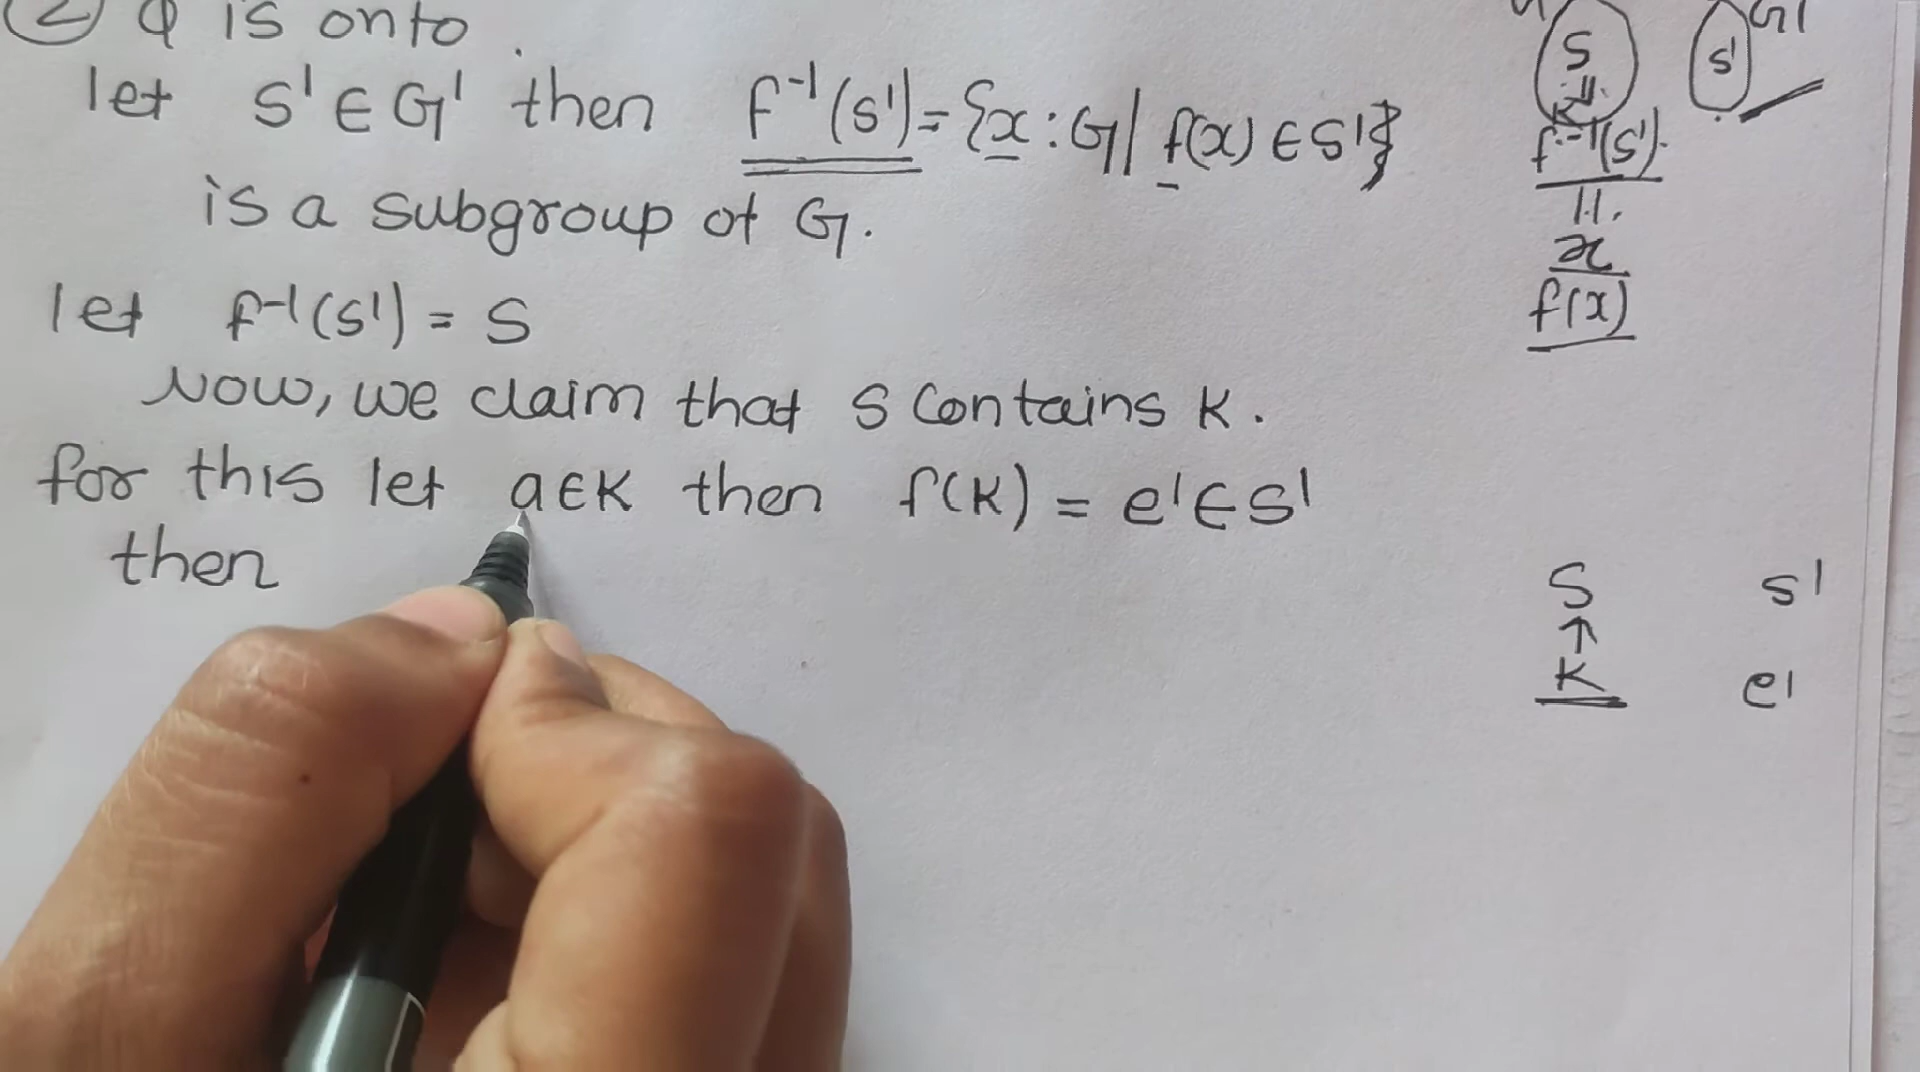 ② φ is onto.
let S' ∈ G' then f⁻¹(S') = {x : G | f(x) ∈ S'}
is a subgroup of G.
let f⁻¹(S') = S
Now, we claim that S contains K.
for this let a ∈ K then f(K) = e' ∈ S'
then
G'
S S'
K
f⁻¹(S').
11.
x
f(x)
S S'
↑
K e'